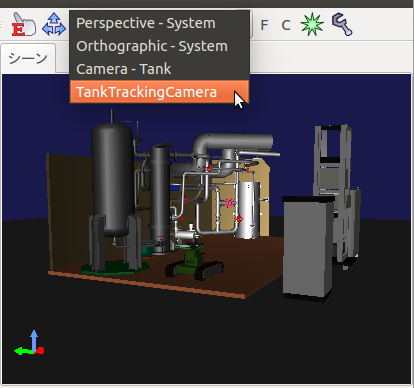 Perspective - System
Orthographic - System
Camera - Tank
TankTrackingCamera
E
F
C
シーン